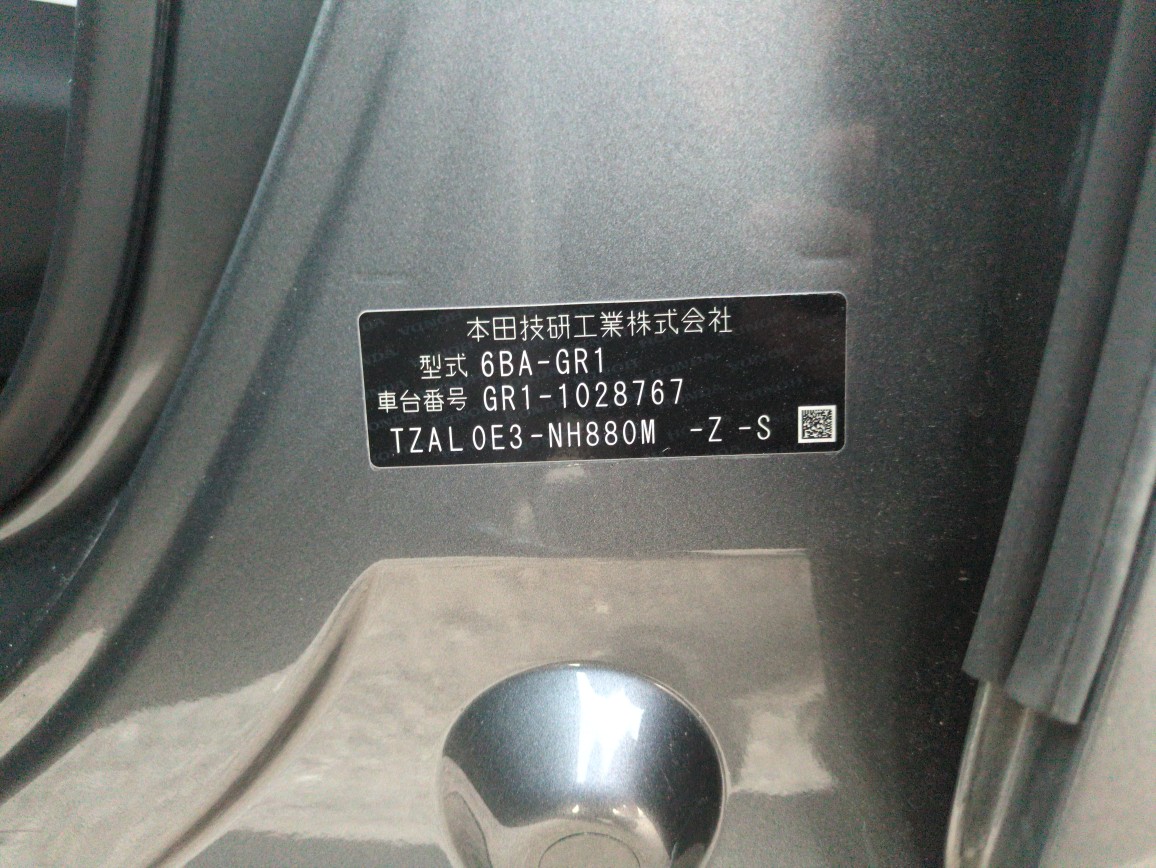 本田技研工業株式会社
型式 6BA-GR1
車台番号 GR1-1028767
TZAL0E3-NH880M -Z -S